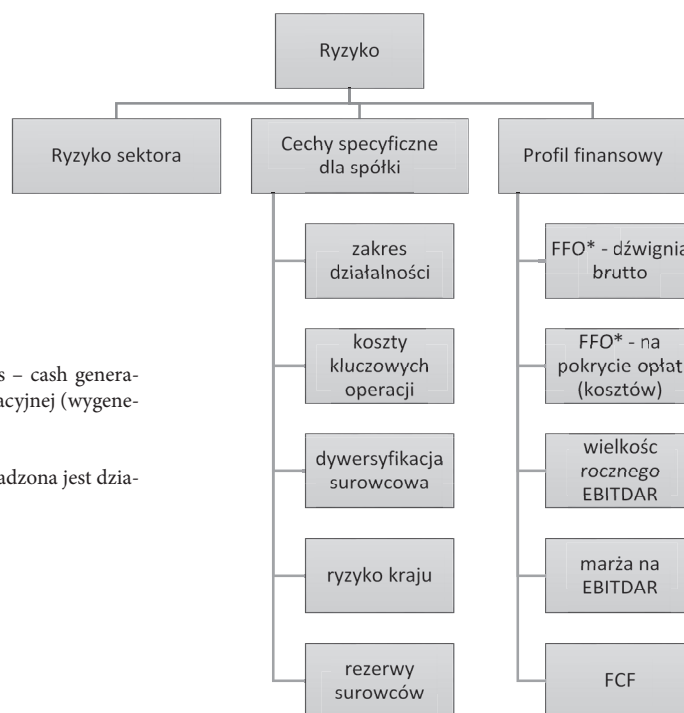 Ryzyko
Ryzyko sektora
Cechy specyficzne
dla spółki
Profil finansowy
zakres
działalności
koszty
kluczowych
operacji
dywersyfikacja
surowcowa
ryzyko kraju
rezerwy
surowców
FFO* - dźwignia
brutto
FFO* - na
pokrycie opłat
(kosztów)
wielkośc
rocznego
EBITDAR
marża na
EBITDAR
FCF
s – cash genera-
acyjnej (wygene-
adzona jest dzia-